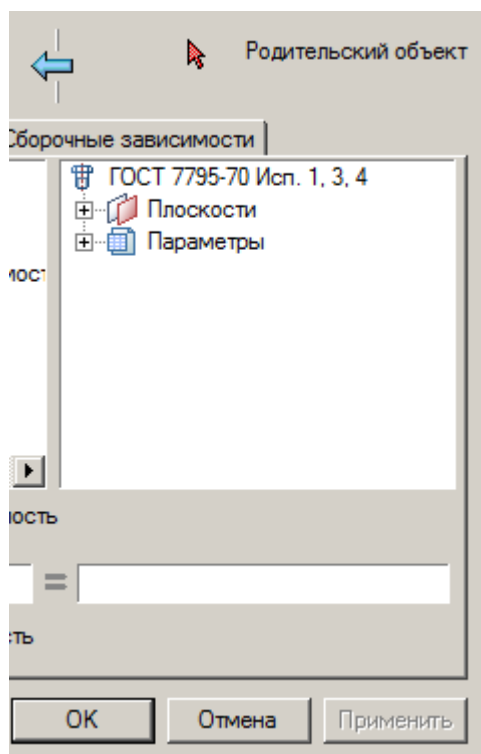 Родительский объект
Сборочные зависимости
ГОСТ 7795-70 Исп. 1, 3, 4
Плоскости
Параметры
=
OK
Отмена
Применить